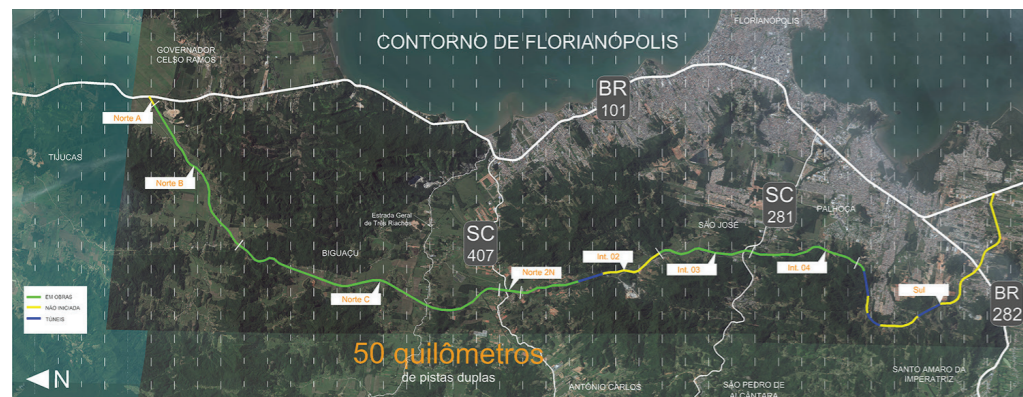 FLORIANÓPOLIS
CONTORNO DE FLORIANÓPOLIS
GOVERNADOR
CELSO RAMOS
BR
101
Norte A
TIJUCAS
Norte B
SC
281
PALHOÇA
Estrada Geral
de Três Riachos
SÃO JOSÉ
SC
407
BIGUAÇU
Int. 02
Int. 03
Int. 04
Norte 2N
Norte C
Sul
BR
282
EM OBRAS
NÃO INICIADA
TÚNEIS
50 quilômetros
de pistas duplas
N
ANTÔNIO CARLOS
SÃO PEDRO DE
ALCÂNTARA
SANTO AMARO DA
IMPERATRIZ